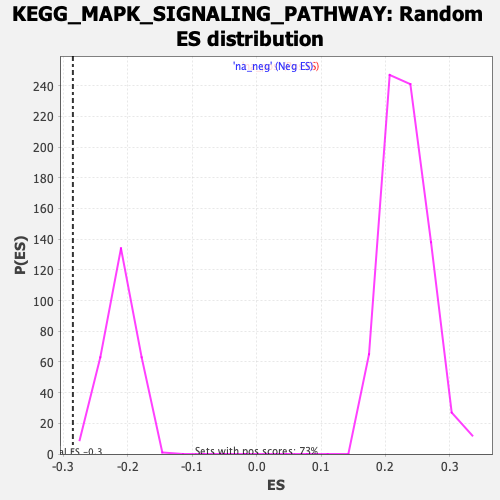 KEGG_MAPK_SIGNALING_PATHWAY: Random
ES distribution
'na_neg' (Neg ES)
240
220
200
180
160
140
120
100
80
60
40
20
0
P(ES)
Sets with pos scores: 73%
-0.3 -0.2 -0.1 0.0 0.1 0.2 0.3
ES